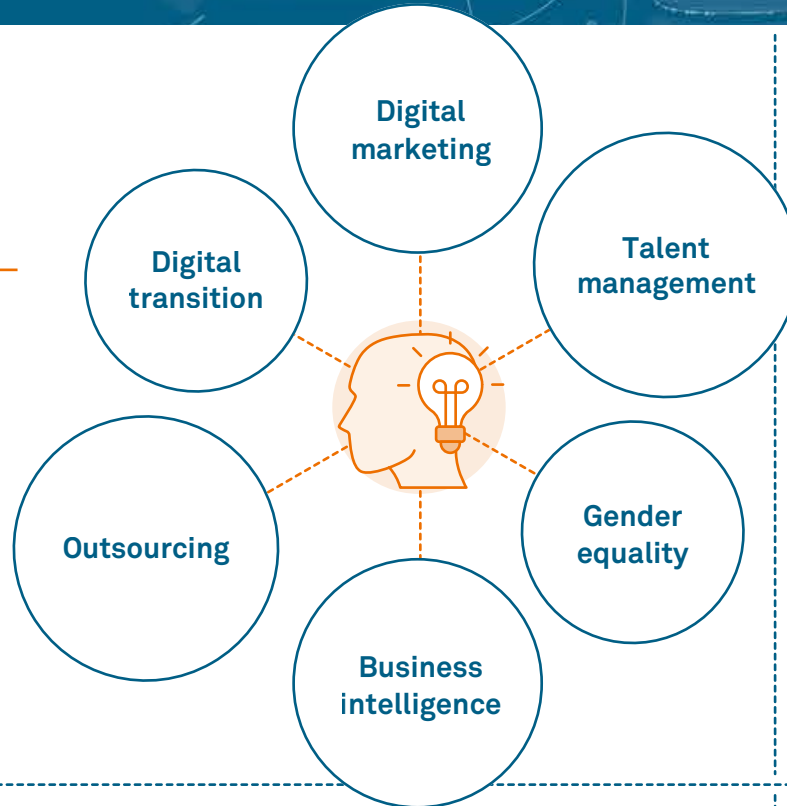 Digital
marketing
Talent
management
Digital
transition
Gender
equality
Outsourcing
Business
intelligence